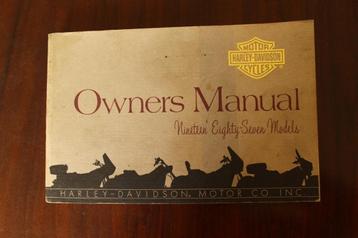 MOTOR
HARLEY-DAVIDSON
CYCLES
Owners Manual
Nineteen' Eighty-Seven Models
HARLEY-DAVIDSON MOTOR CO. INC.